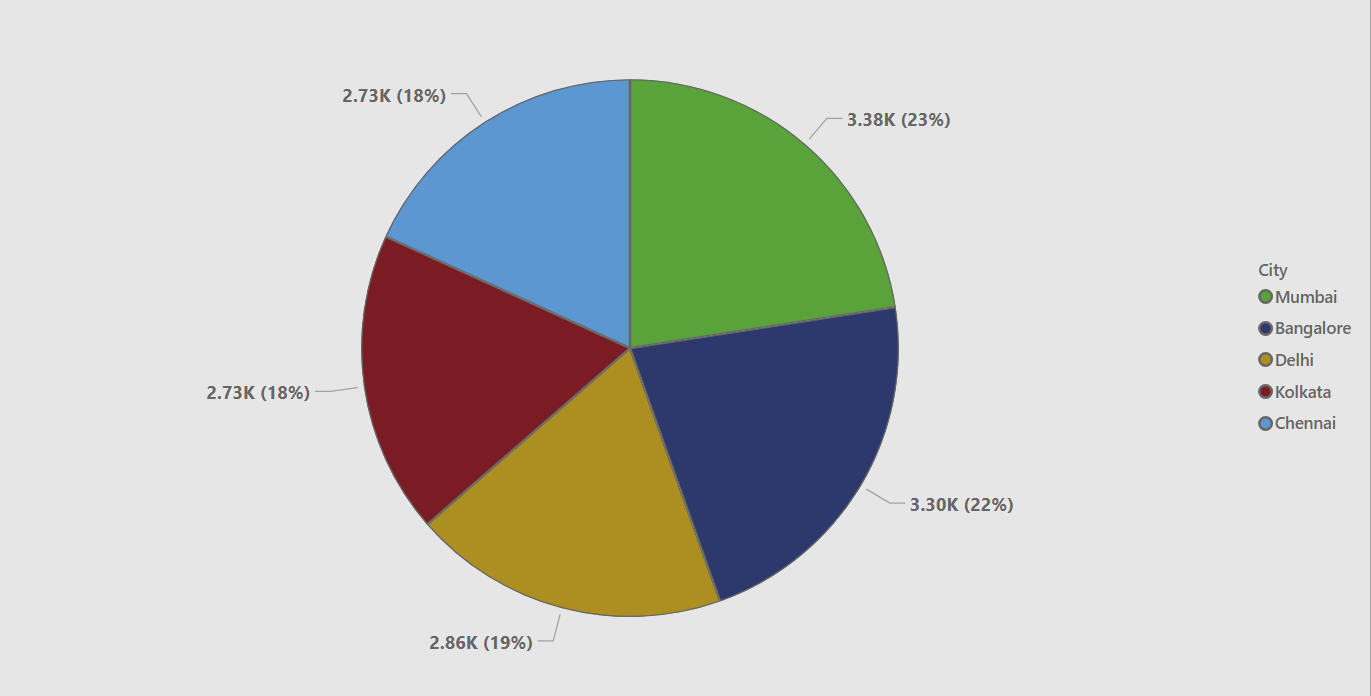 2.73K (18%)
3.38K (23%)
2.73K (18%)
3.30K (22%)
2.86K (19%)
City
Mumbai
Bangalore
Delhi
Kolkata
Chennai